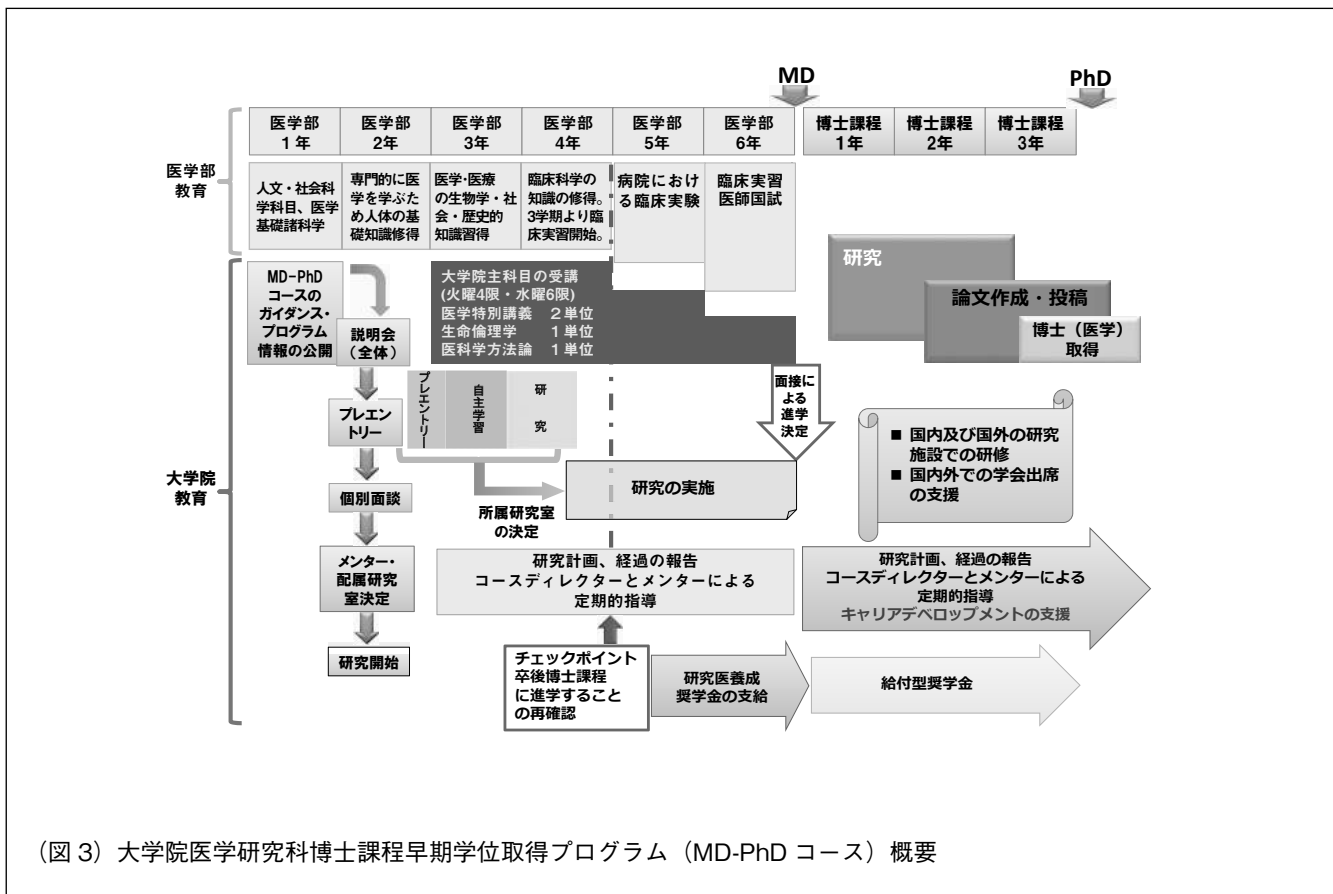 MD
PhD
医学部
1年
医学部
2年
医学部
3年
医学部
4年
医学部
5年
医学部
6年
博士課程
1年
博士課程
2年
博士課程
3年
医学部
教育
人文・社会科
学科目、医学
基礎諸科学
専門的に医
学を学ぶた
め人体の基
礎知識修得
医学・医療
の生物学・社
会・歴史的
知識習得
臨床科学の
知識の修得。
3学期より臨
床実習開始。
病院におけ
る臨床実験
臨床実習
医師国試
大学院
教育
MD-PhD
コースの
ガイダンス・
プログラム
情報の公開
説明会
（全体）
プレエン
トリー
個別面談
メンター・
配属研究
室決定
研究開始
大学院主科目の受講
(火曜4限・水曜6限)
医学特別講義 2単位
生命倫理学 1単位
医科学方法論 1単位
プレエントリー
自主学習
研究
所属研究室
の決定
研究の実施
面接に
よる
進学
決定
研究計画、経過の報告
コースディレクターとメンターによる
定期的指導
チェックポイント
卒後博士課程
に進学すること
の再確認
研究医養成
奨学金の支給
研究
論文作成・投稿
博士（医学）
取得
■ 国内及び国外の研究
施設での研修
■ 国内外での学会出席
の支援
研究計画、経過の報告
コースディレクターとメンターによる
定期的指導
キャリアデベロップメントの支援
給付型奨学金
（図 3）大学院医学研究科博士課程早期学位取得プログラム（MD-PhD コース）概要